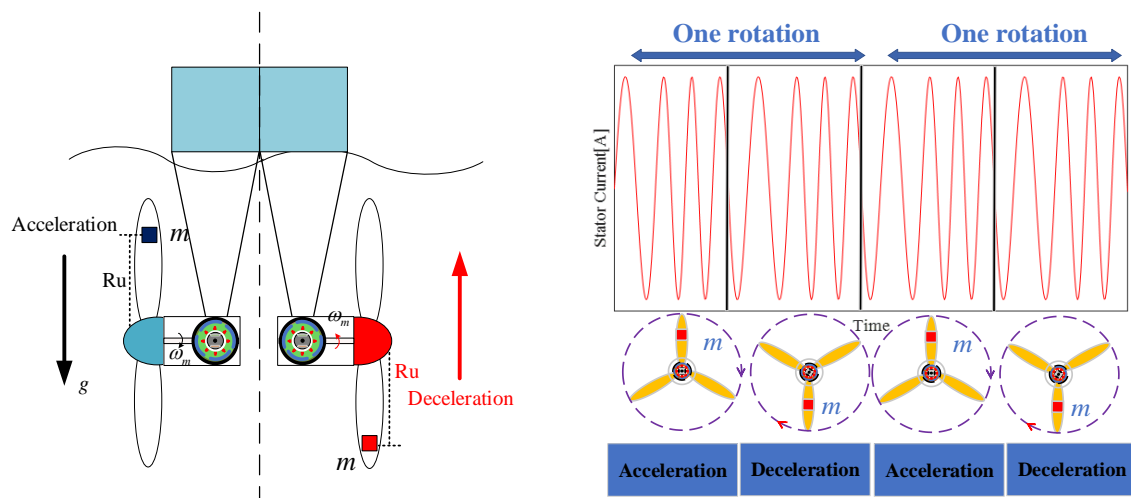 Acceleration
m
Ru
ω_m
g
ω_m
Ru
Deceleration
m
One rotation
One rotation
Stator Current[A]
Time
m
m
m
m
Acceleration
Deceleration
Acceleration
Deceleration